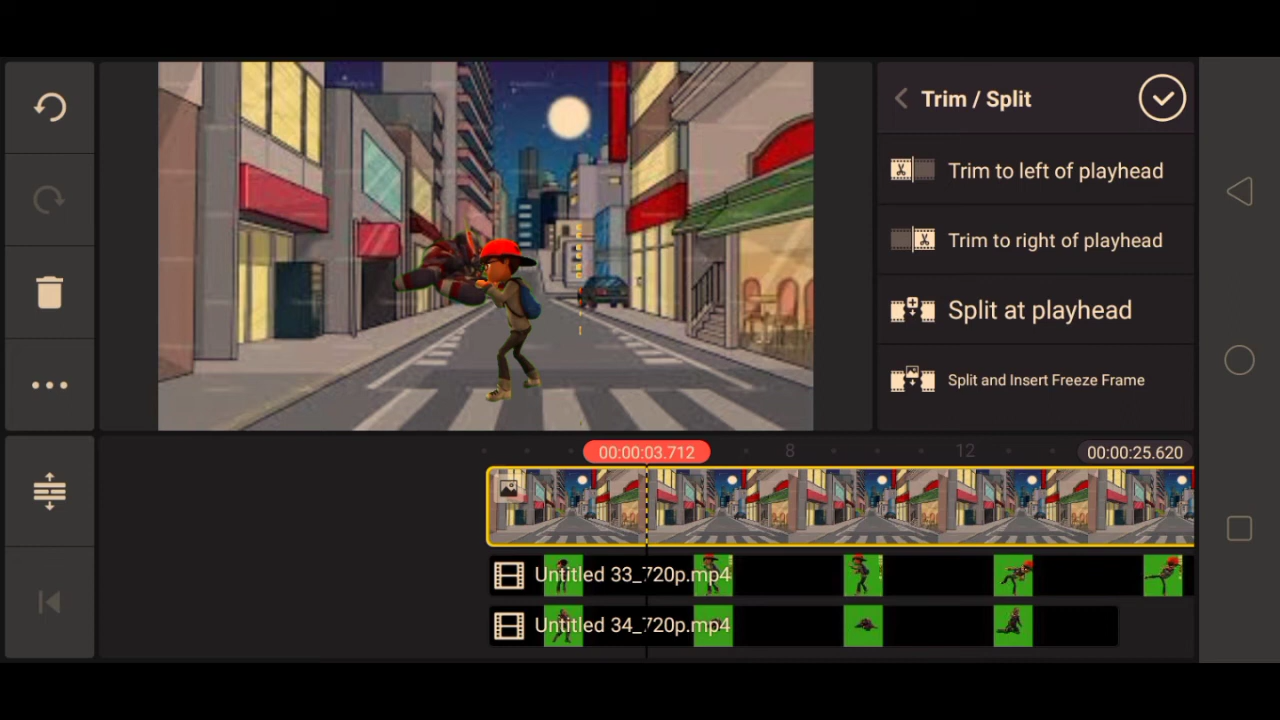 Trim / Split
Trim to left of playhead
Trim to right of playhead
Split at playhead
Split and Insert Freeze Frame
00:00:03.712
8
12
00:00:25.620
Untitled 33_720p.mp4
Untitled 34_720p.mp4